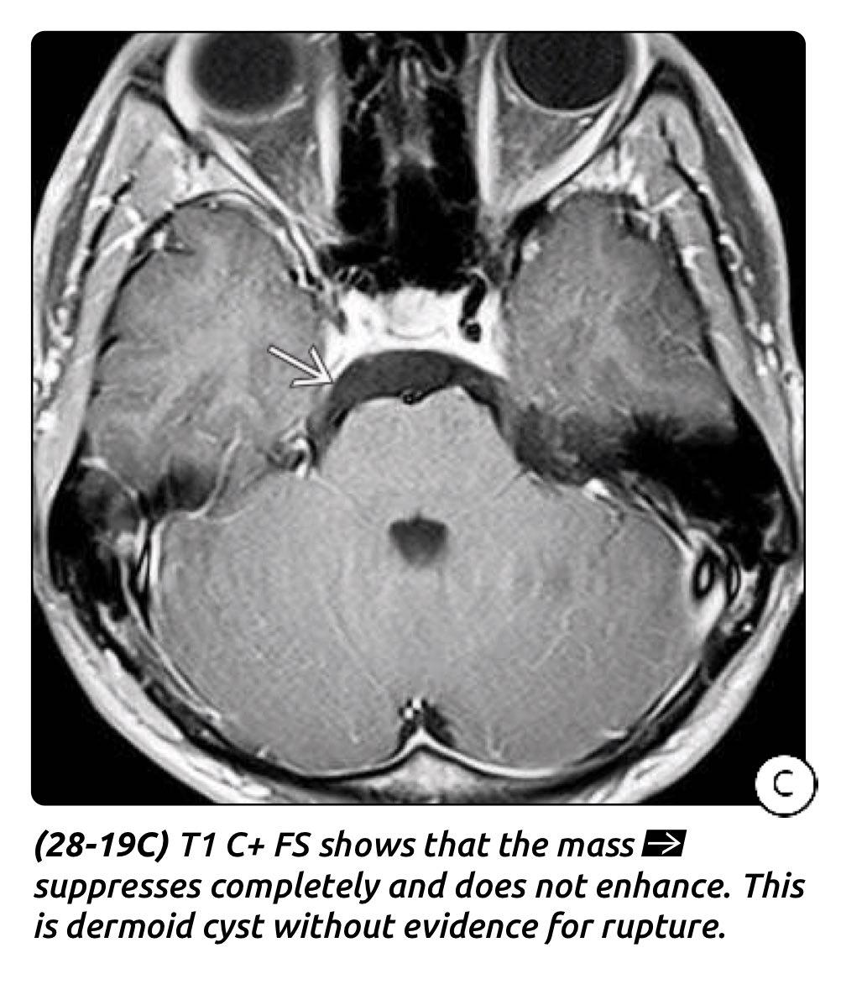 C
(28-19C) T1 C+ FS shows that the mass
suppresses completely and does not enhance. This
is dermoid cyst without evidence for rupture.